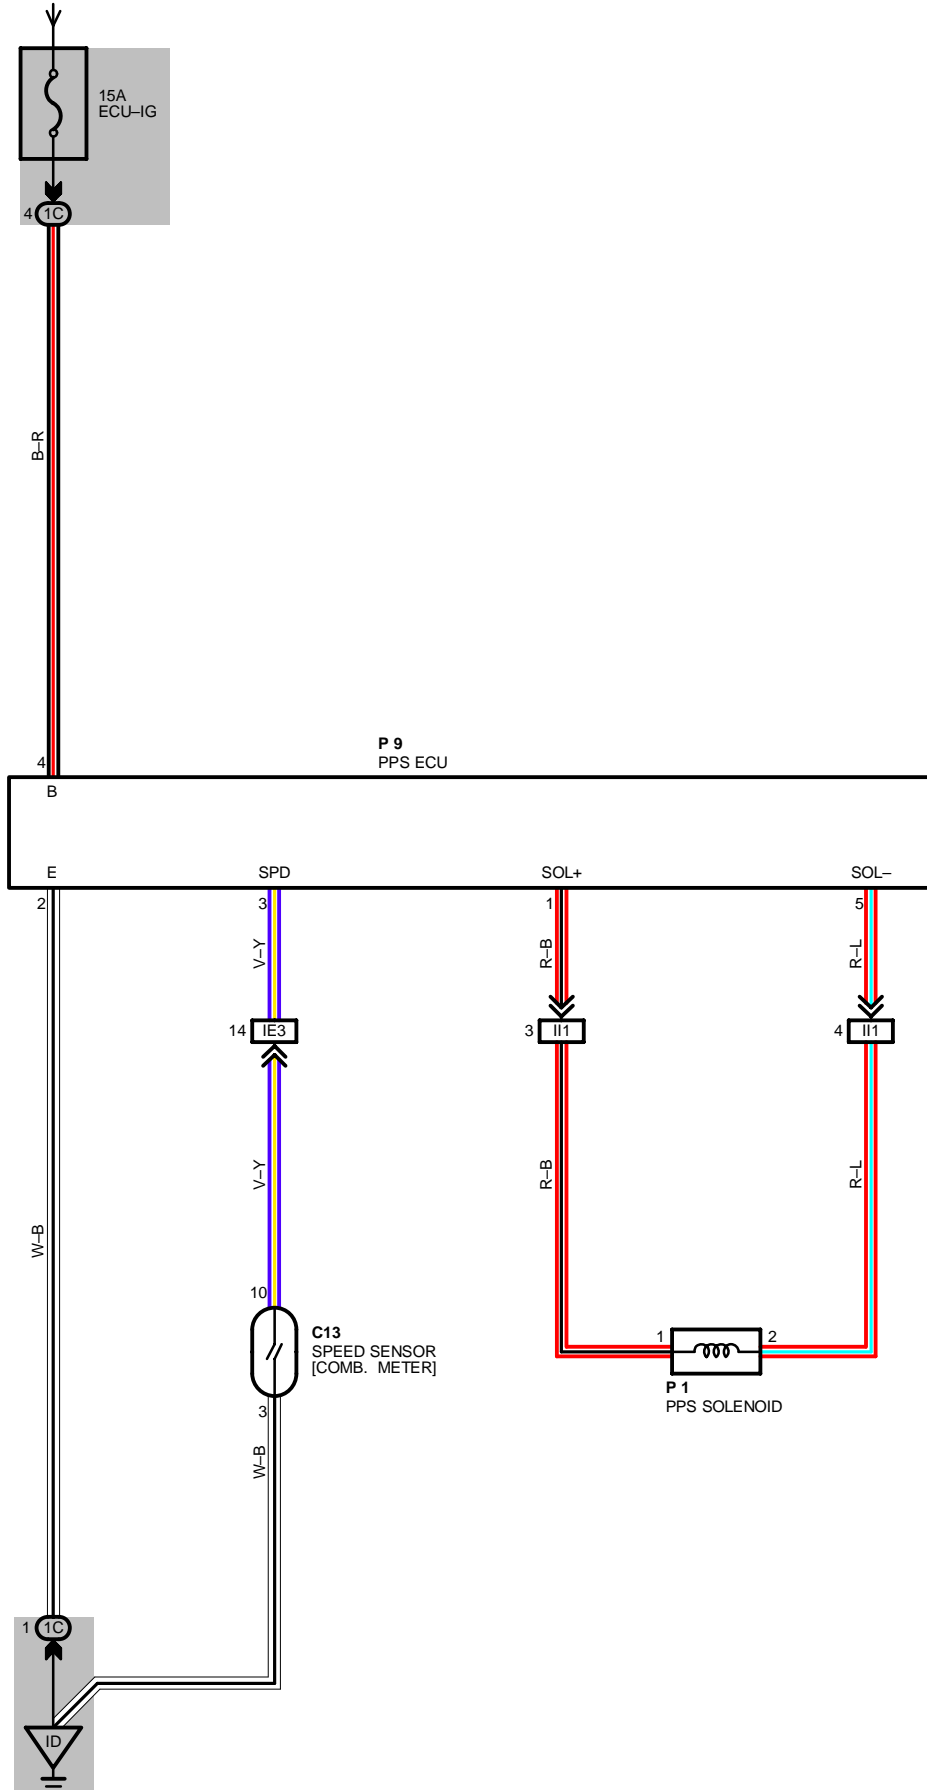 15A
ECU–IG
4 1C
B–R
P 9
PPS ECU
4
B
E SPD SOL+ SOL–
2 3 1 5
V–Y R–B R–L
14 IE3 3 II1 4 II1
V–Y R–B R–L
W–B
10
C13
SPEED SENSOR
[COMB. METER]
1 2
P 1
PPS SOLENOID
3
W–B
1 1C
ID